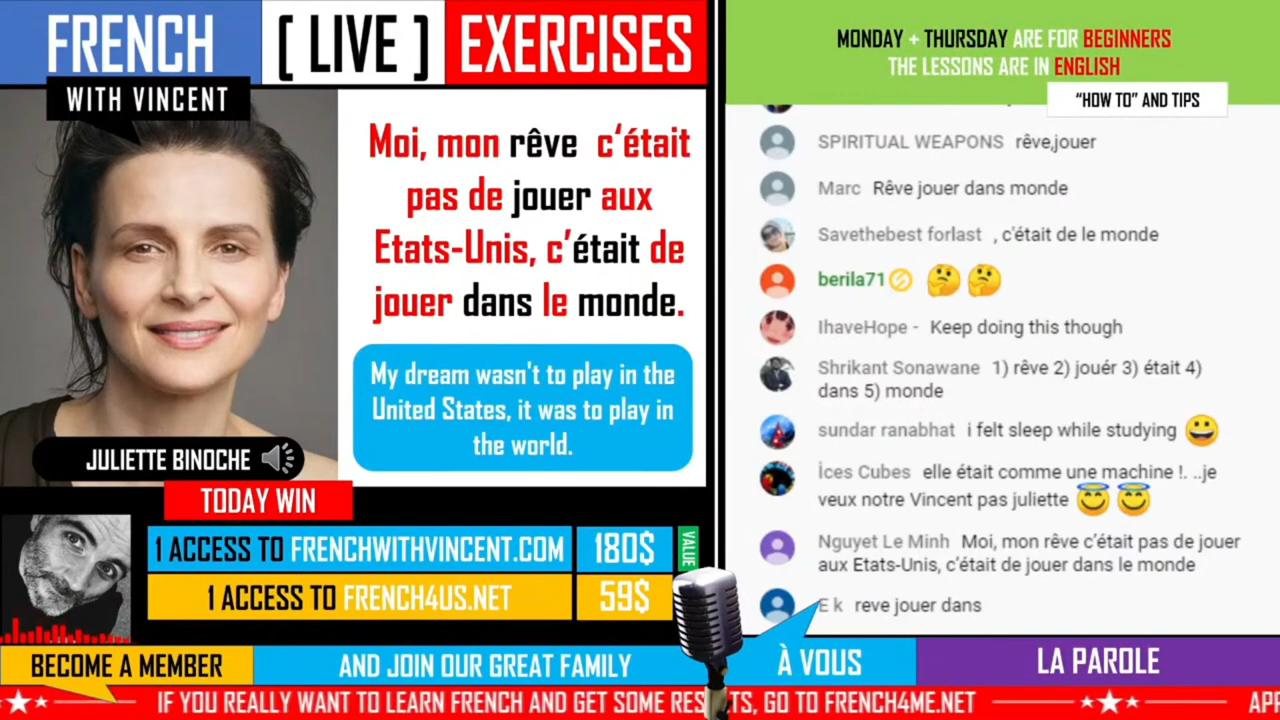 FRENCH [ LIVE ] EXERCISES
WITH VINCENT
Moi, mon rêve c'était
pas de jouer aux
Etats-Unis, c'était de
jouer dans le monde.
My dream wasn't to play in the
United States, it was to play in
the world.
JULIETTE BINOCHE
TODAY WIN
1 ACCESS TO FRENCHWITHVINCENT.COM 180$
1 ACCESS TO FRENCH4US.NET 59$
VALUE
MONDAY + THURSDAY ARE FOR BEGINNERS
THE LESSONS ARE IN ENGLISH
“HOW TO” AND TIPS
SPIRITUAL WEAPONS rêve,jouer
Marc Rêve jouer dans monde
Savethebest forlast , c'était de le monde
berila71 🤔 🤔
IhaveHope - Keep doing this though
Shrikant Sonawane 1) rêve 2) jouér 3) était 4)
dans 5) monde
sundar ranabhat i felt sleep while studying 😀
İces Cubes elle était comme une machine !. ..je
veux notre Vincent pas juliette 😇 😇
Nguyet Le Minh Moi, mon rêve c'était pas de jouer
aux Etats-Unis, c'était de jouer dans le monde
E k reve jouer dans
BECOME A MEMBER AND JOIN OUR GREAT FAMILY À VOUS LA PAROLE
IF YOU REALLY WANT TO LEARN FRENCH AND GET SOME RES TS, GO TO FRENCH4ME.NET APP